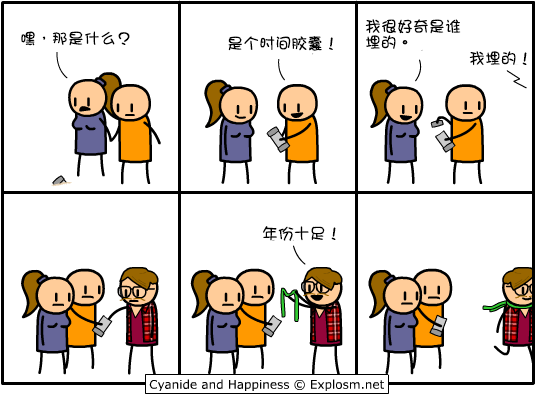 嘿，那是什么？
是个时间胶囊！
我很好奇是谁
埋的。
我埋的！
年份十足！
Cyanide and Happiness © Explosm.net